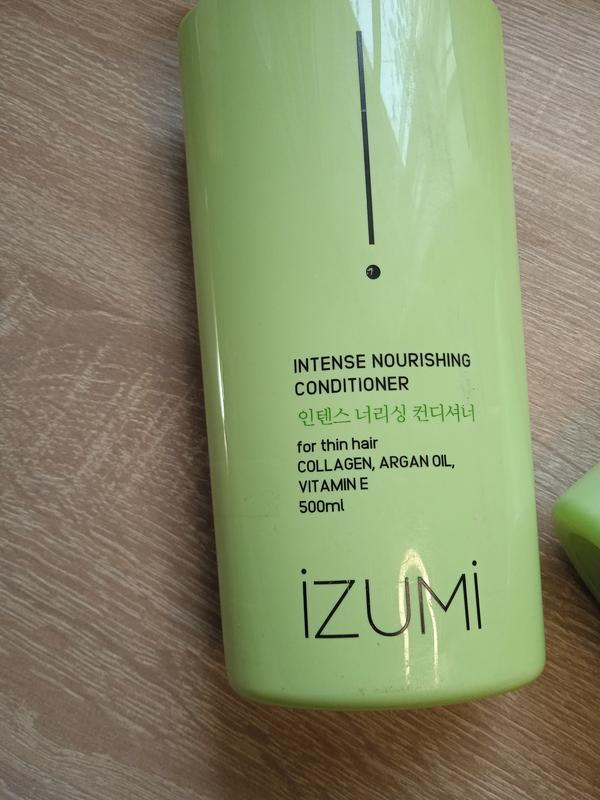 INTENSE NOURISHING
CONDITIONER
인텐스 너리싱 컨디셔너
for thin hair
COLLAGEN, ARGAN OIL,
VITAMIN E
500ml
iZUMi